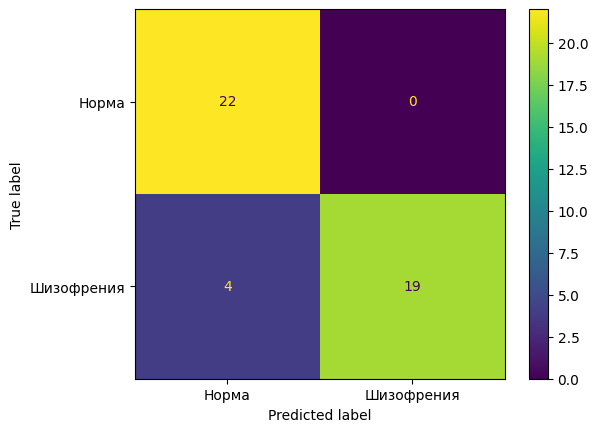 Норма
22
0
Шизофрения
4
19
Норма
Шизофрения
Predicted label
True label
20.0
17.5
15.0
12.5
10.0
7.5
5.0
2.5
0.0